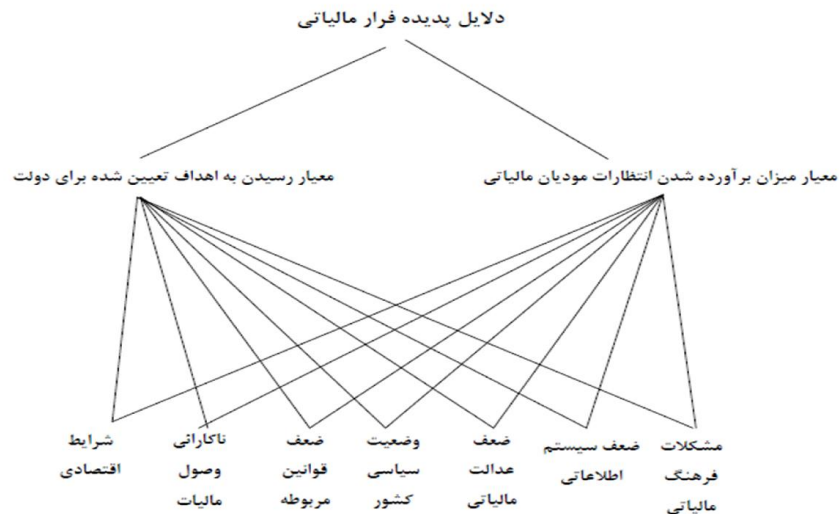 دلایل پدیده فرار مالیاتی
معیار میزان برآورده شدن انتظارات مودیان مالیاتی
معیار رسیدن به اهداف تعیین شده برای دولت
مشکلات
فرهنگ
مالیاتی
ضعف سیستم
اطلاعاتی
ضعف
عدالت
مالیاتی
وضعیت
سیاسی
کشور
ضعف
قوانین
مربوطه
ناکارائی
وصول
مالیات
شرایط
اقتصادی